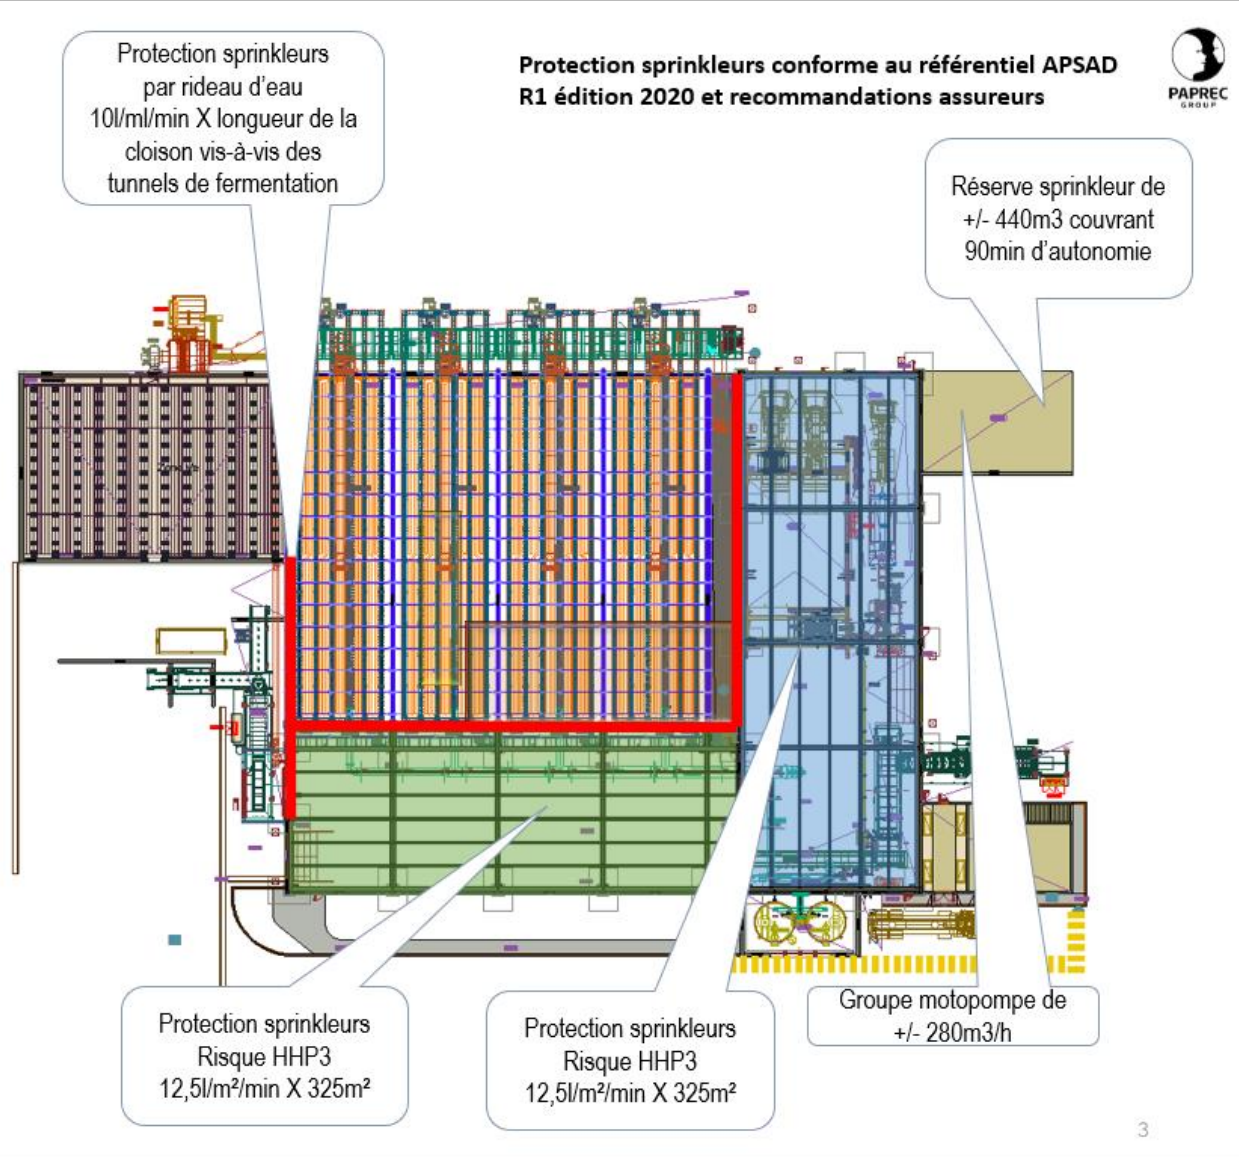 Protection sprinkleurs
par rideau d'eau
10l/ml/min X longueur de la
cloison vis-à-vis des
tunnels de fermentation
Protection sprinkleurs conforme au référentiel APSAD
R1 édition 2020 et recommandations assureurs
PAPREC
GROUP
Réserve sprinkleur de
+/- 440m3 couvrant
90min d'autonomie
Protection sprinkleurs
Risque HHP3
12,5l/m²/min X 325m²
Protection sprinkleurs
Risque HHP3
12,5l/m²/min X 325m²
Groupe motopompe de
+/- 280m3/h
3